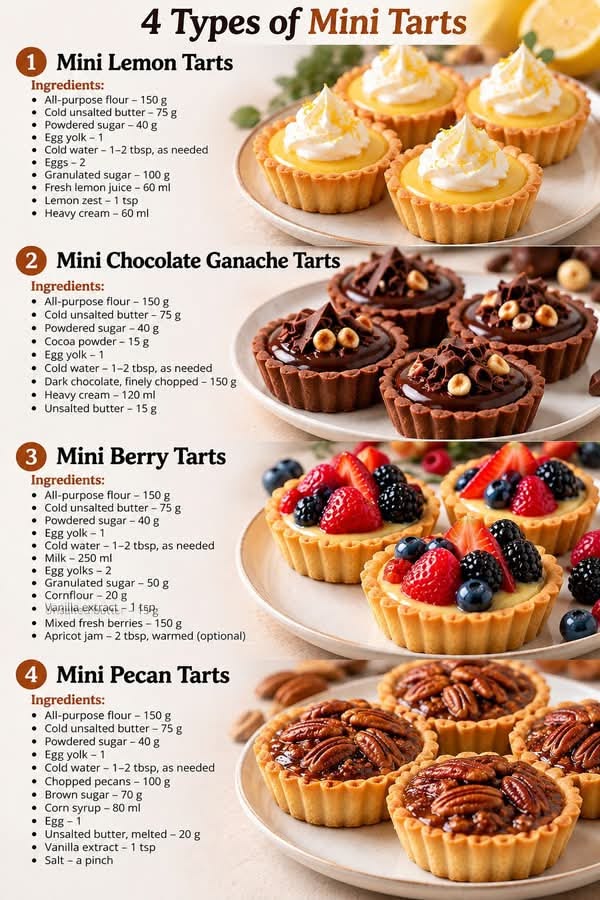 4 Types of Mini Tarts
1 Mini Lemon Tarts
Ingredients:
• All-purpose flour – 150 g
• Cold unsalted butter – 75 g
• Powdered sugar – 40 g
• Egg yolk – 1
• Cold water – 1–2 tbsp, as needed
• Eggs – 2
• Granulated sugar – 100 g
• Fresh lemon juice – 60 ml
• Lemon zest – 1 tsp
• Heavy cream – 60 ml
2 Mini Chocolate Ganache Tarts
Ingredients:
• All-purpose flour – 150 g
• Cold unsalted butter – 75 g
• Powdered sugar – 40 g
• Cocoa powder – 15 g
• Egg yolk – 1
• Cold water – 1–2 tbsp, as needed
• Dark chocolate, finely chopped – 150 g
• Heavy cream – 120 ml
• Unsalted butter – 15 g
3 Mini Berry Tarts
Ingredients:
• All-purpose flour – 150 g
• Cold unsalted butter – 75 g
• Powdered sugar – 40 g
• Egg yolk – 1
• Cold water – 1–2 tbsp, as needed
• Milk – 250 ml
• Egg yolks – 2
• Granulated sugar – 50 g
• Cornflour – 20 g
• Vanilla extract – 1 tsp
• Mixed fresh berries – 150 g
• Apricot jam – 2 tbsp, warmed (optional)
4 Mini Pecan Tarts
Ingredients:
• All-purpose flour – 150 g
• Cold unsalted butter – 75 g
• Powdered sugar – 40 g
• Egg yolk – 1
• Cold water – 1–2 tbsp, as needed
• Chopped pecans – 100 g
• Brown sugar – 70 g
• Corn syrup – 80 ml
• Egg – 1
• Unsalted butter, melted – 20 g
• Vanilla extract – 1 tsp
• Salt – a pinch